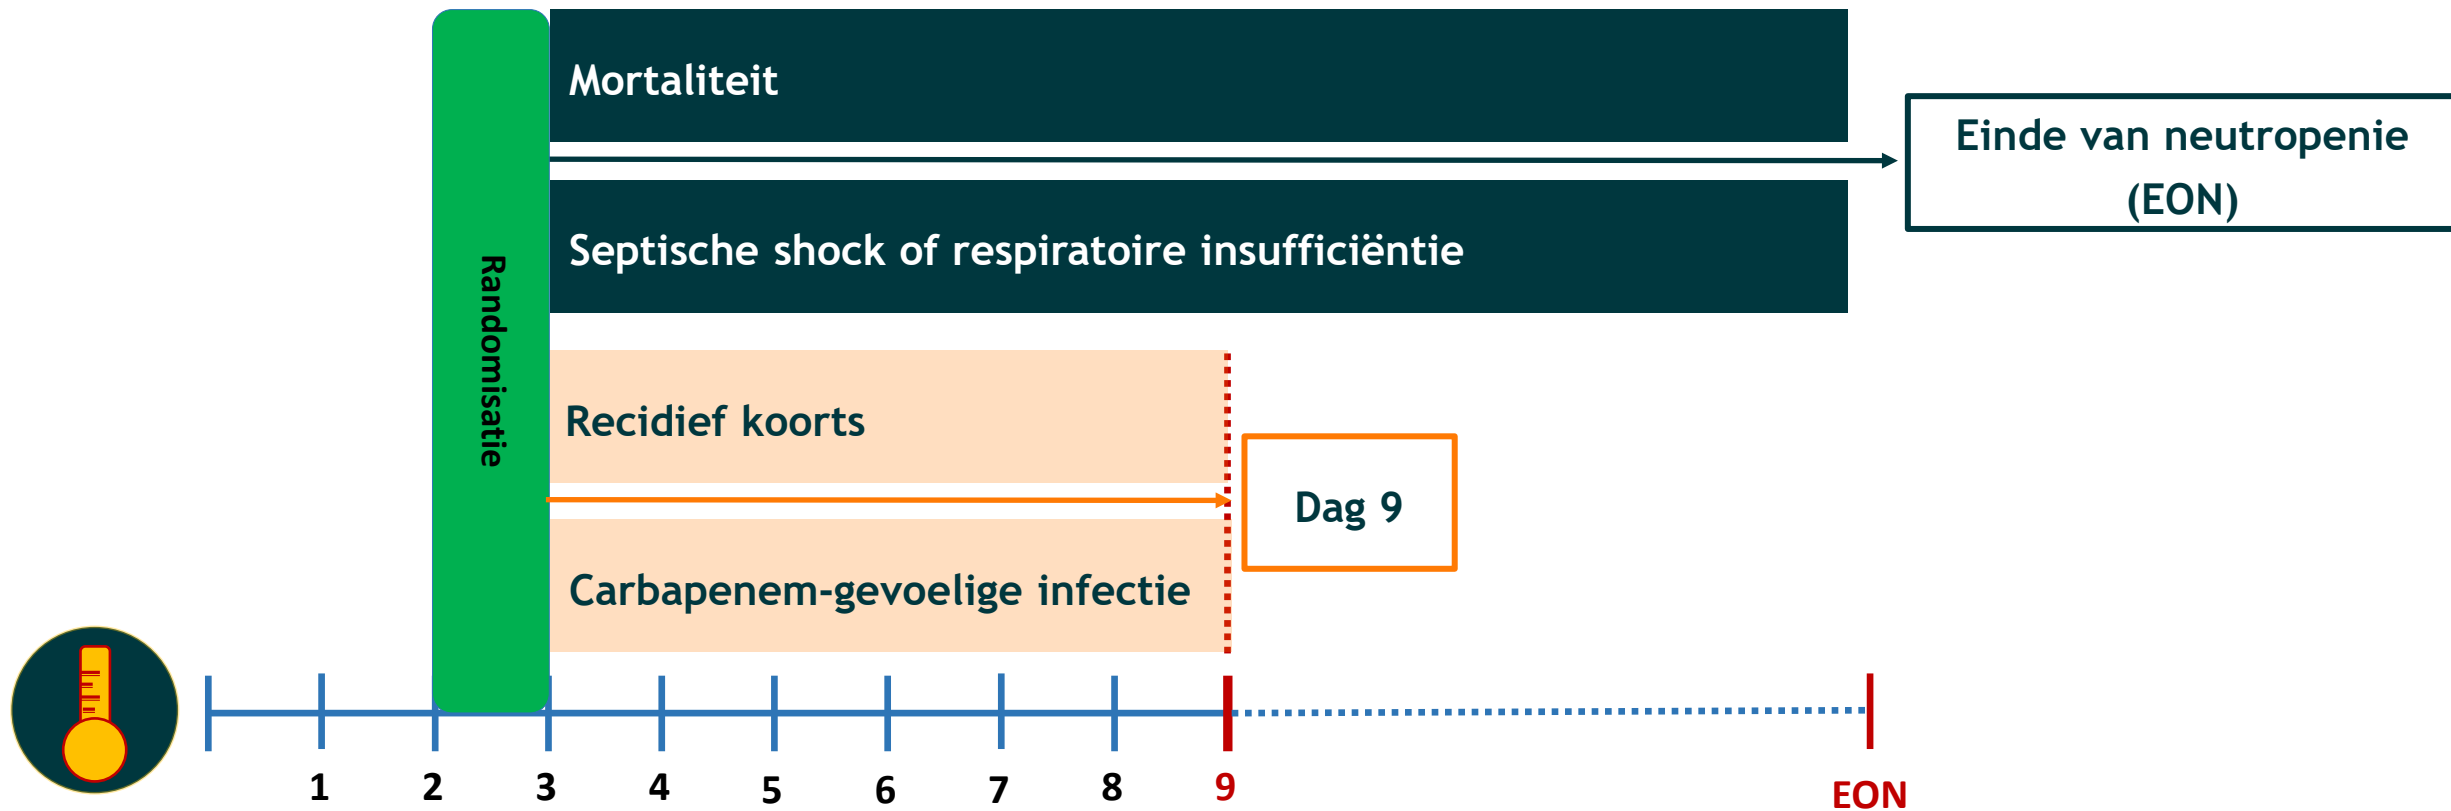 Mortaliteit
Einde van neutropenie
(EON)
Septische shock of respiratoire insufficiëntie
Randomisatie
Recidief koorts
Dag 9
Carbapenem-gevoelige infectie
1 2 3 4 5 6 7 8 9 EON